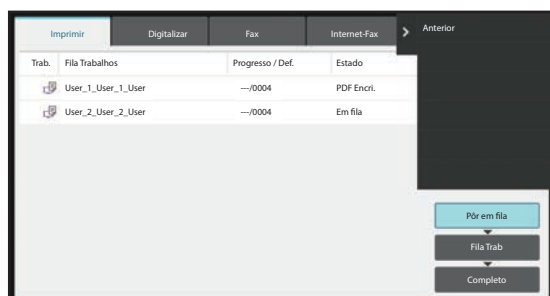 Imprimir Digitalizar Fax Internet-Fax Anterior
Trab. Fila Trabalhos Progresso / Def. Estado
User_1_User_1_User ---/0004 PDF Encri.
User_2_User_2_User ---/0004 Em fila
Pôr em fila
Fila Trab
Completo